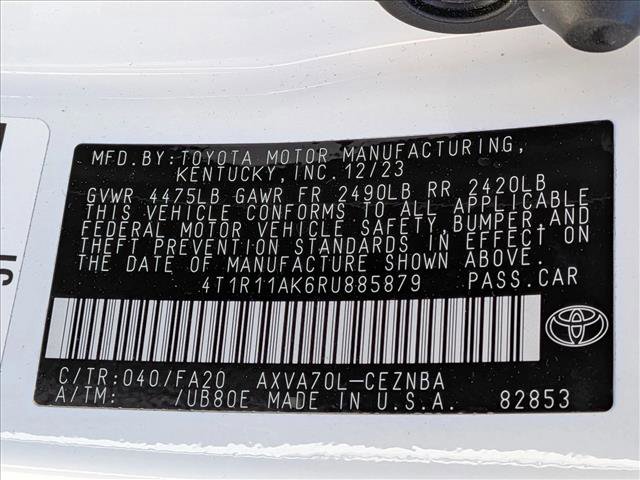 MFD.BY:TOYOTA MOTOR MANUFACTURING,
KENTUCKY,INC.12/23
GVWR 4475LB GAWR FR 2490LB RR 2420LB
THIS VEHICLE CONFORMS TO ALL APPLICABLE
FEDERAL MOTOR VEHICLE SAFETY,BUMPER,AND
THEFT PREVENTION STANDARDS IN EFFECT ON
THE DATE OF MANUFACTURE SHOWN ABOVE.
4T1R11AK6RU885879 PASS.CAR
C/TR:040/FA20 AXVA70L-CEZNBA
A/TM: /UB80E MADE IN U.S.A. 82853